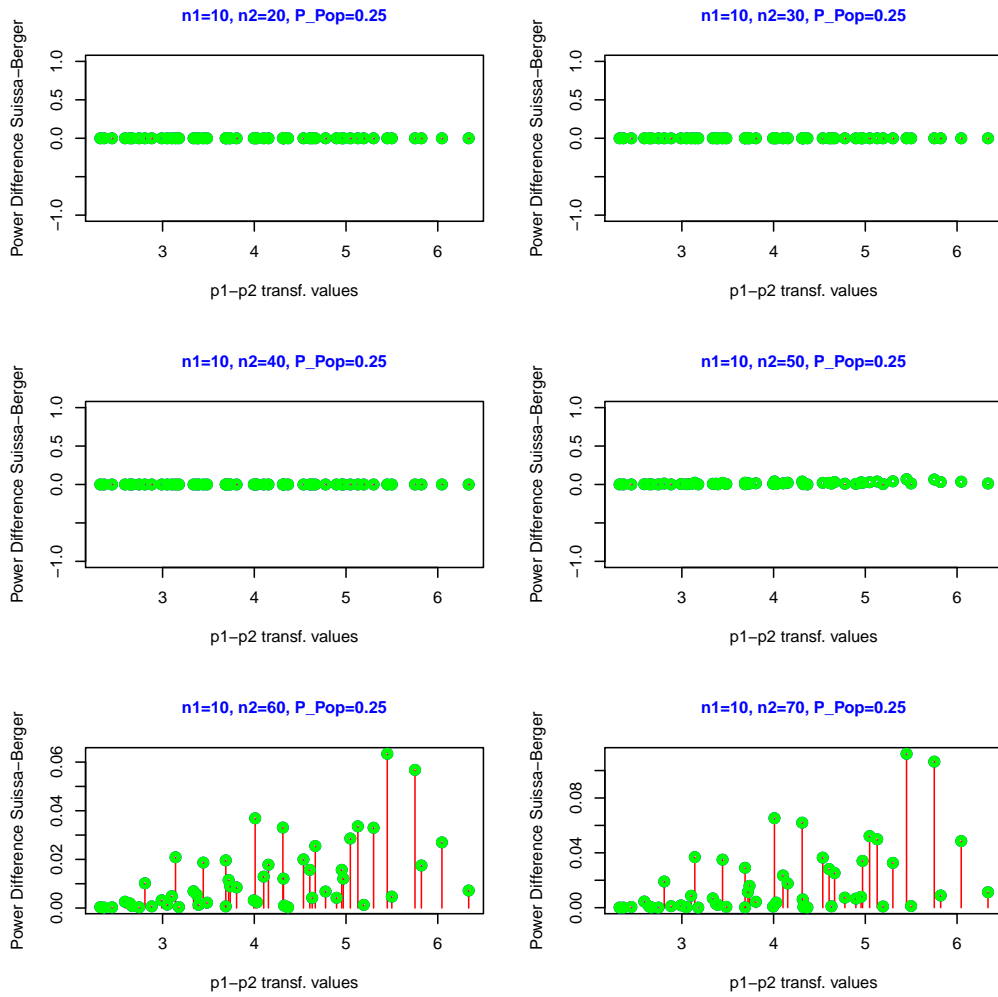 n1=10, n2=20, P_Pop=0.25
Power Difference Suissa−Berger
1.0
0.5
0.0
−1.0
3 4 5 6
p1−p2 transf. values
n1=10, n2=30, P_Pop=0.25
Power Difference Suissa−Berger
1.0
0.5
0.0
−1.0
3 4 5 6
p1−p2 transf. values
n1=10, n2=40, P_Pop=0.25
Power Difference Suissa−Berger
1.0
0.5
0.0
−1.0
3 4 5 6
p1−p2 transf. values
n1=10, n2=50, P_Pop=0.25
Power Difference Suissa−Berger
1.0
0.5
0.0
−1.0
3 4 5 6
p1−p2 transf. values
n1=10, n2=60, P_Pop=0.25
Power Difference Suissa−Berger
0.06
0.04
0.02
0.00
3 4 5 6
p1−p2 transf. values
n1=10, n2=70, P_Pop=0.25
Power Difference Suissa−Berger
0.08
0.04
0.00
3 4 5 6
p1−p2 transf. values